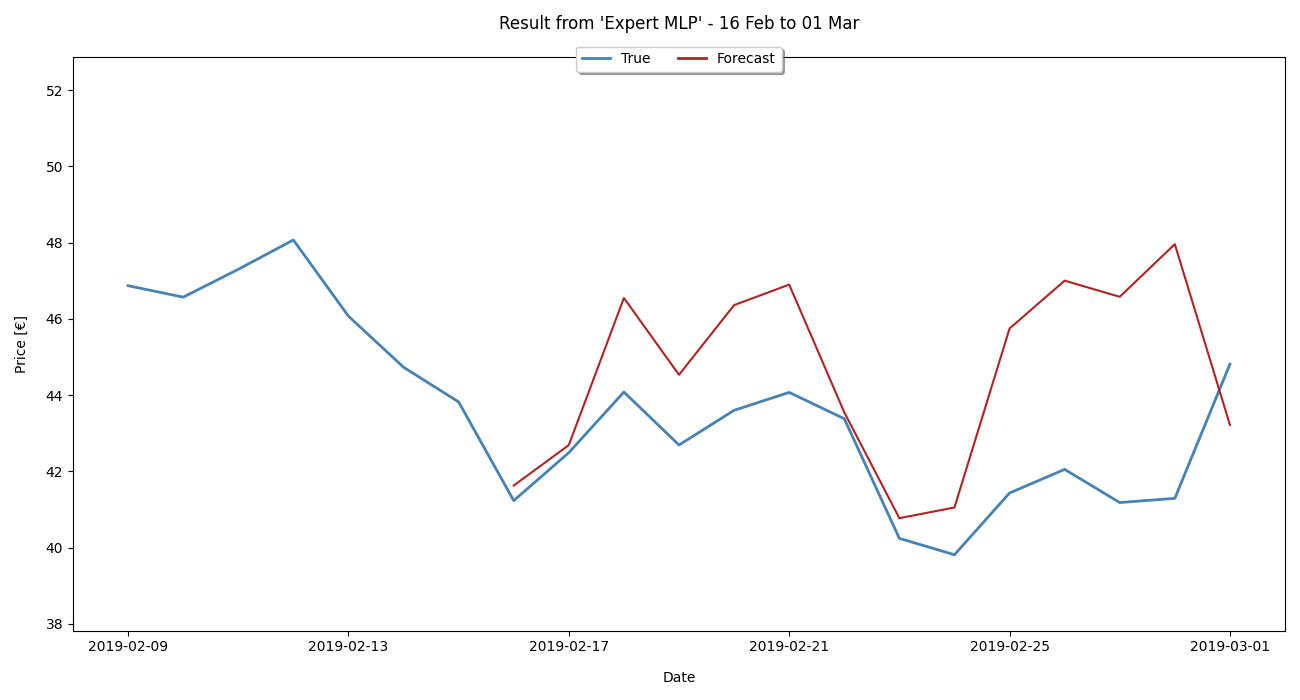 Result from 'Expert MLP' - 16 Feb to 01 Mar
True
Forecast
Price [€]
52
50
48
46
44
42
40
38
2019-02-09
2019-02-13
2019-02-17
2019-02-21
2019-02-25
2019-03-01
Date